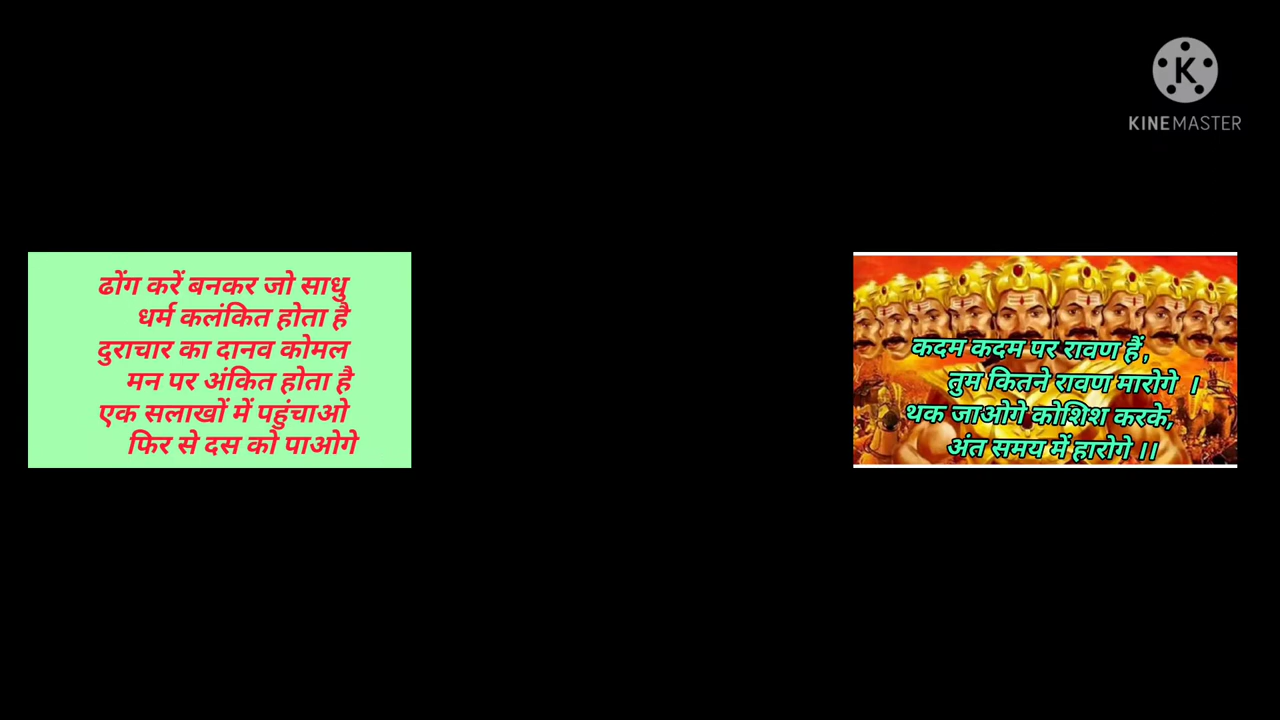 ढोंग करें बनकर जो साधु
धर्म कलंकित होता है
दुराचार का दानव कोमल
मन पर अंकित होता है
एक सलाखों में पहुंचाओ
फिर से दस को पाओगे
K
KINEMASTER
कदम कदम पर रावण हैं,
तुम कितने रावण मारोगे ।
थक जाओगे कोशिश करके,
अंत समय में हारोगे ।।